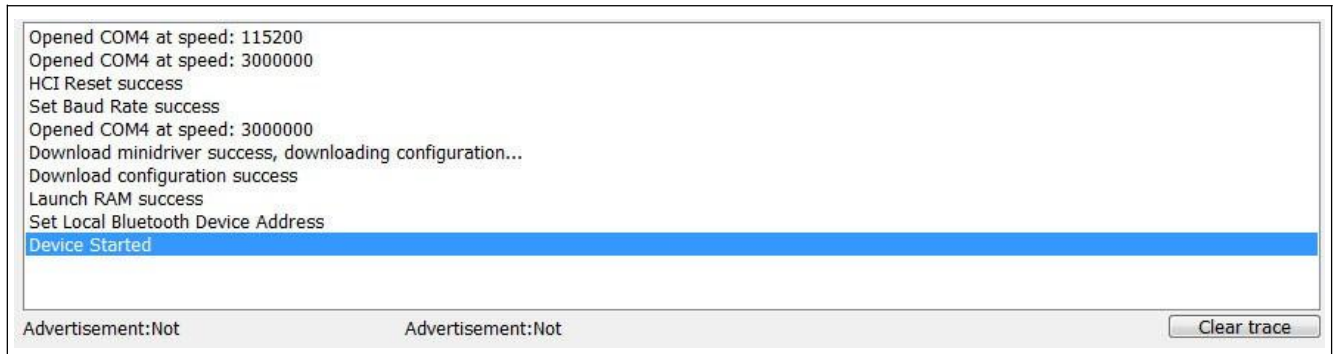 Opened COM4 at speed: 115200
Opened COM4 at speed: 3000000
HCI Reset success
Set Baud Rate success
Opened COM4 at speed: 3000000
Download minidriver success, downloading configuration...
Download configuration success
Launch RAM success
Set Local Bluetooth Device Address
Device Started
Advertisement:Not Advertisement:Not Clear trace